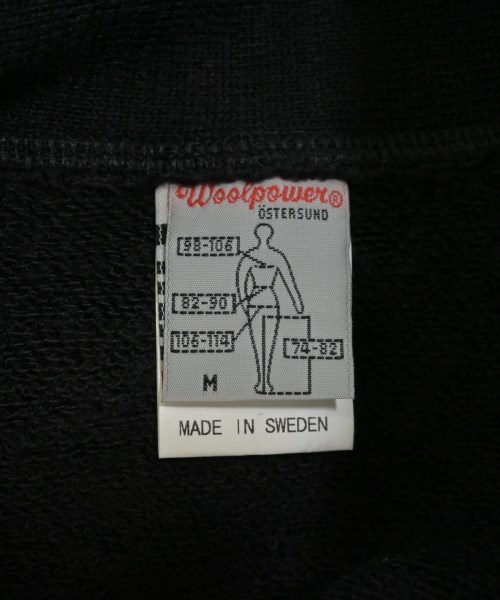 Woolpower®
ÖSTERSUND
98-106
82-90
106-114
74-82
M
MADE IN SWEDEN